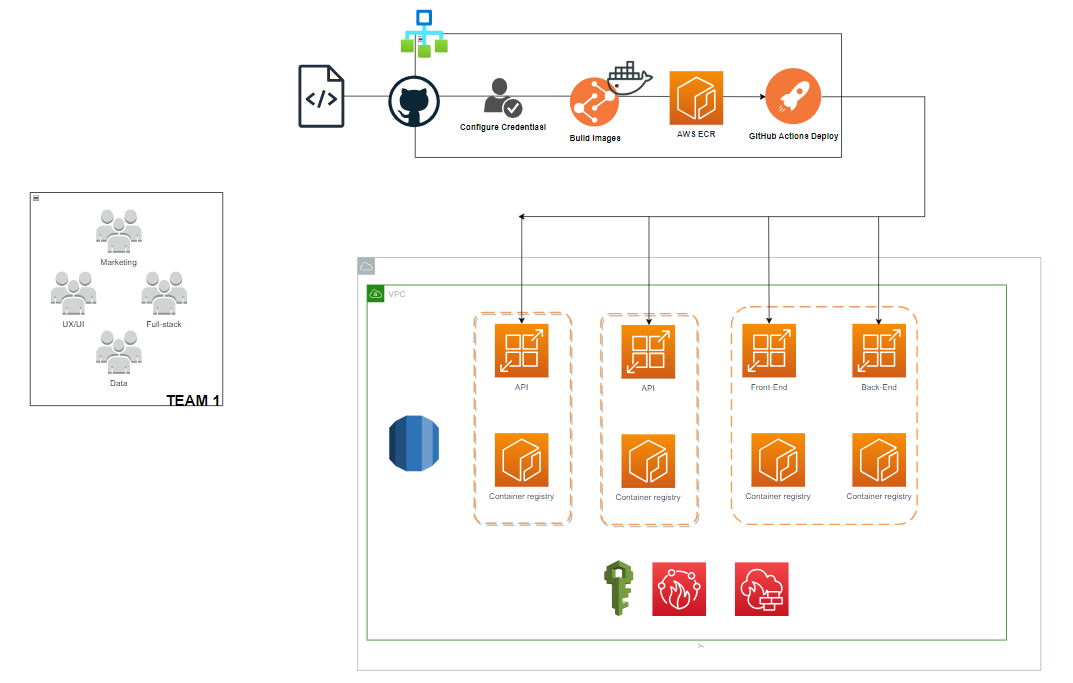 </>
Configure Credentiasl
Build Images
AWS ECR
GitHub Actions Deploy
Marketing
UX/UI
Full-stack
Data
TEAM 1
VPC
API
API
Front-End
Back-End
Container registry
Container registry
Container registry
Container registry